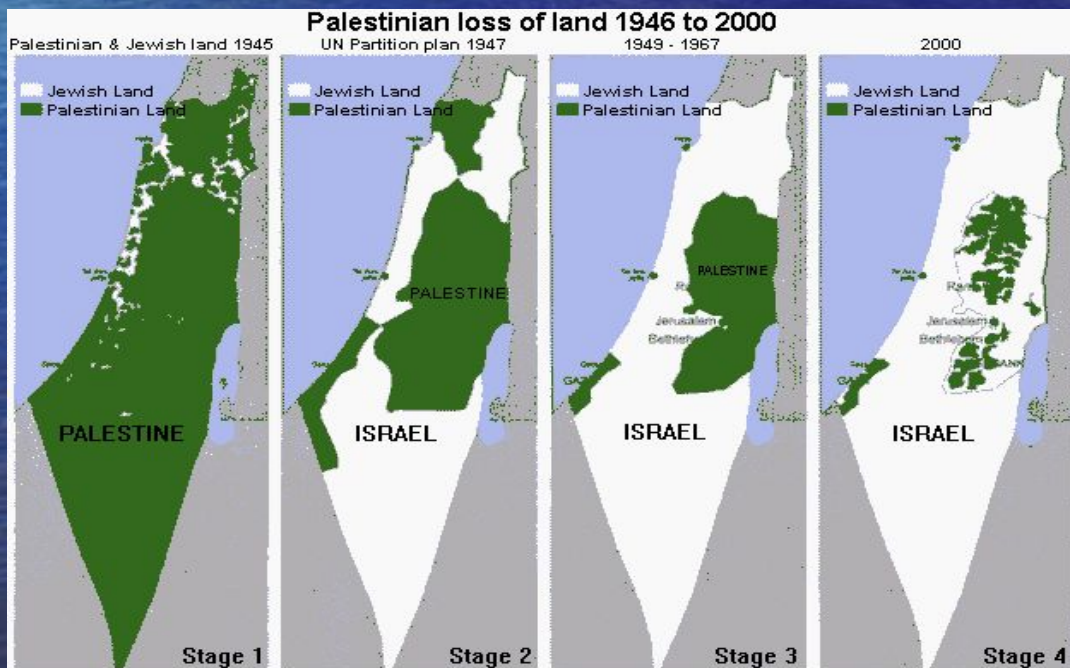 Palestinian loss of land 1946 to 2000
Palestinian & Jewish land 1945
UN Partition plan 1947
1949 - 1967
2000
Jewish Land
Palestinian Land
PALESTINE
Stage 1
Jewish Land
Palestinian Land
PALESTINE
ISRAEL
Stage 2
Jewish Land
Palestinian Land
PALESTINE
Jerusalem
ISRAEL
Stage 3
Jewish Land
Palestinian Land
Jerusalem
Bethlehem
ISRAEL
Stage 4